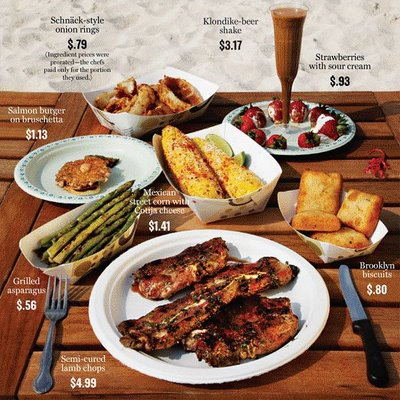 Schnäck-style
onion rings
$.79
(Ingredient prices were
prorated—the chefs
paid only for the portion
they used.)
Klondike-beer
shake
$3.17
Strawberries
with sour cream
$.93
Salmon burger
on bruschetta
$1.13
Mexican
street corn with
Cotija cheese
$1.41
Grilled
asparagus
$.56
Brooklyn
biscuits
$.80
Semi-cured
lamb chops
$4.99